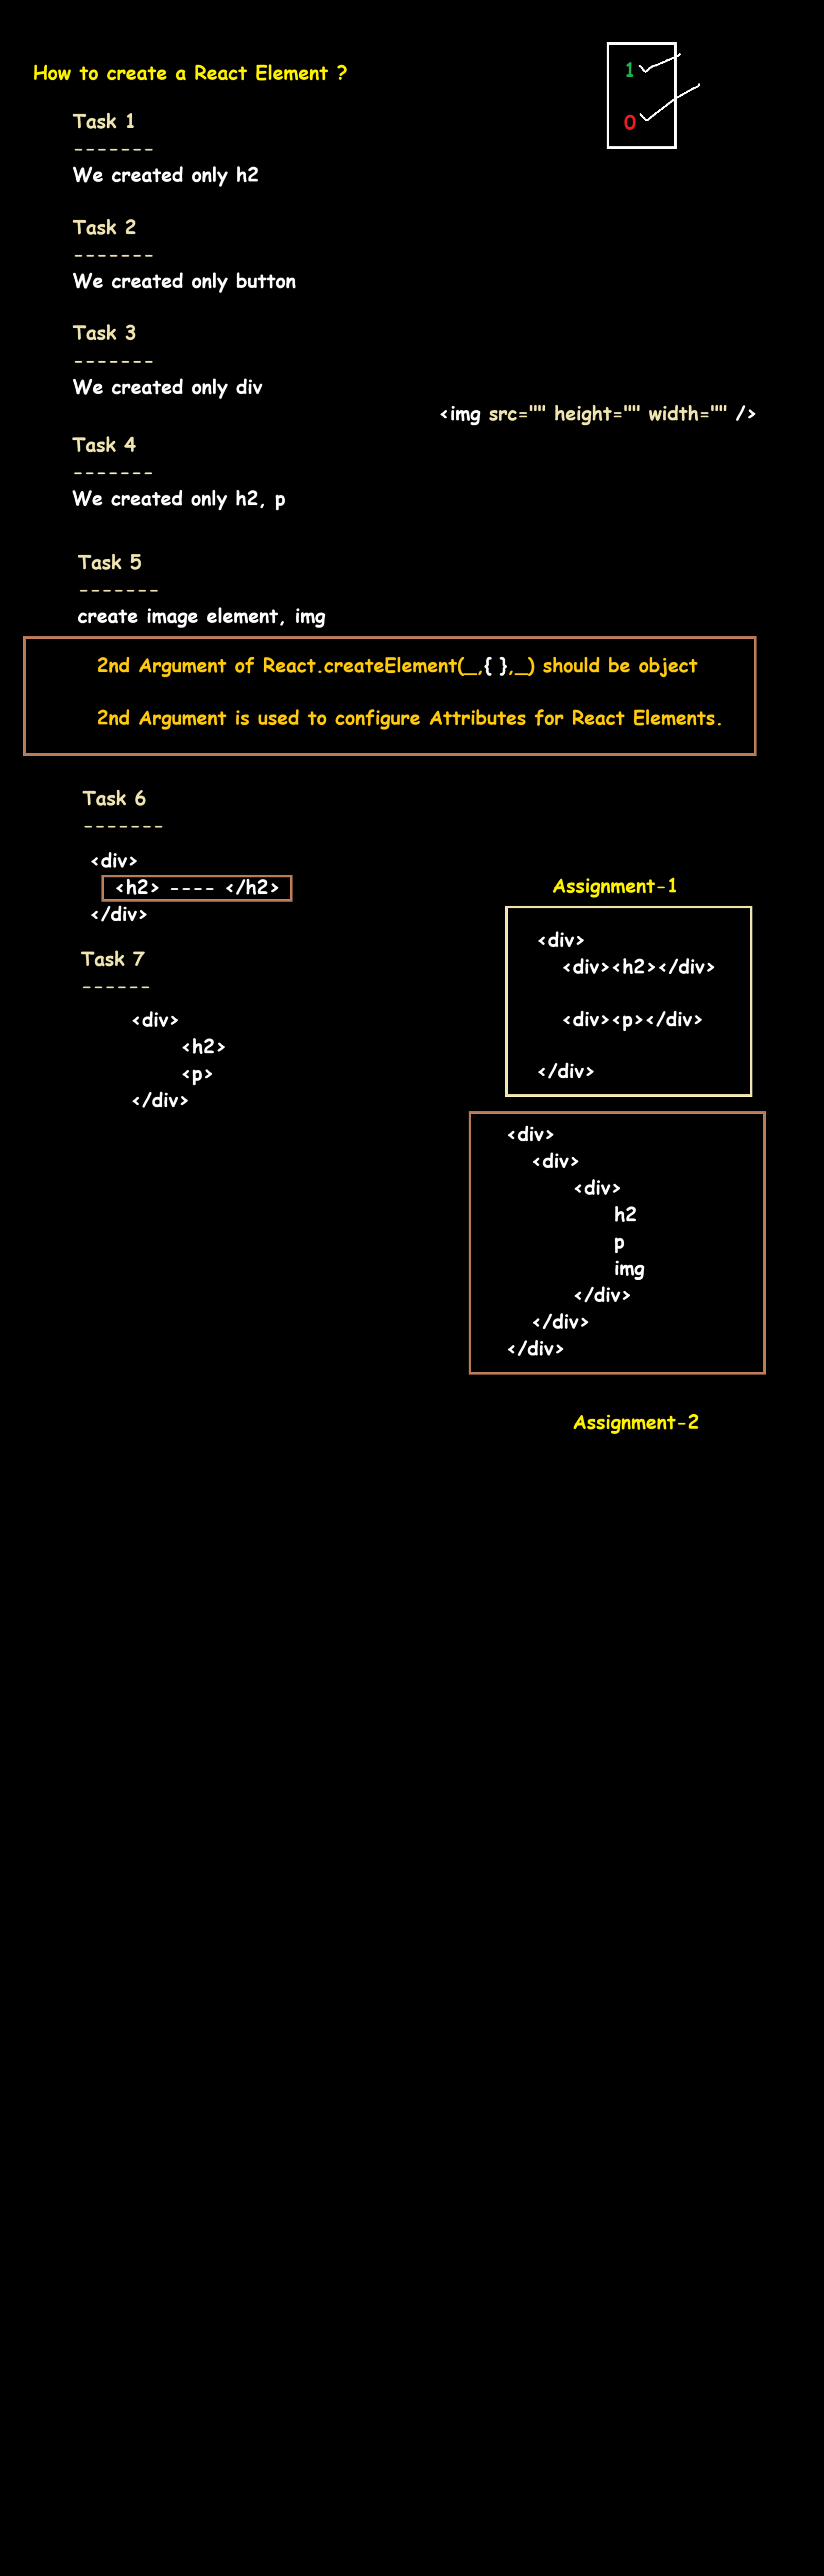 How to create a React Element ?
1
0
Task 1
-------
We created only h2
Task 2
-------
We created only button
Task 3
-------
We created only div
<img src="" height="" width="" />
Task 4
-------
We created only h2, p
Task 5
-------
create image element, img
2nd Argument of React.createElement(_,{ },_) should be object
2nd Argument is used to configure Attributes for React Elements.
Task 6
-------
<div>
<h2> ---- </h2>
</div>
Task 7
------
<div>
<h2>
<p>
</div>
Assignment-1
<div>
<div><h2></div>
<div><p></div>
</div>
<div>
<div>
<div>
h2
p
img
</div>
</div>
</div>
Assignment-2